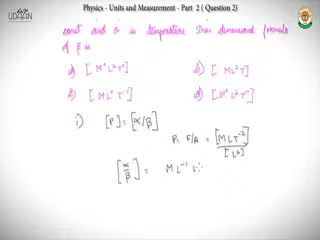 UDAAN
Physics - Units and Measurement - Part 2 ( Question 2)
const and θ is temperature Then dimensional formula
of β is
a) [ M⁰ L² T⁰ ] b) [ M L² T ]
c) [ M L⁰ T⁻¹ ] d) [ M⁰ L² T⁻¹ ]
i) [P] = [α/β]
P = F/A = [M L T⁻²]
[L²]
[α/β] = M L⁻¹